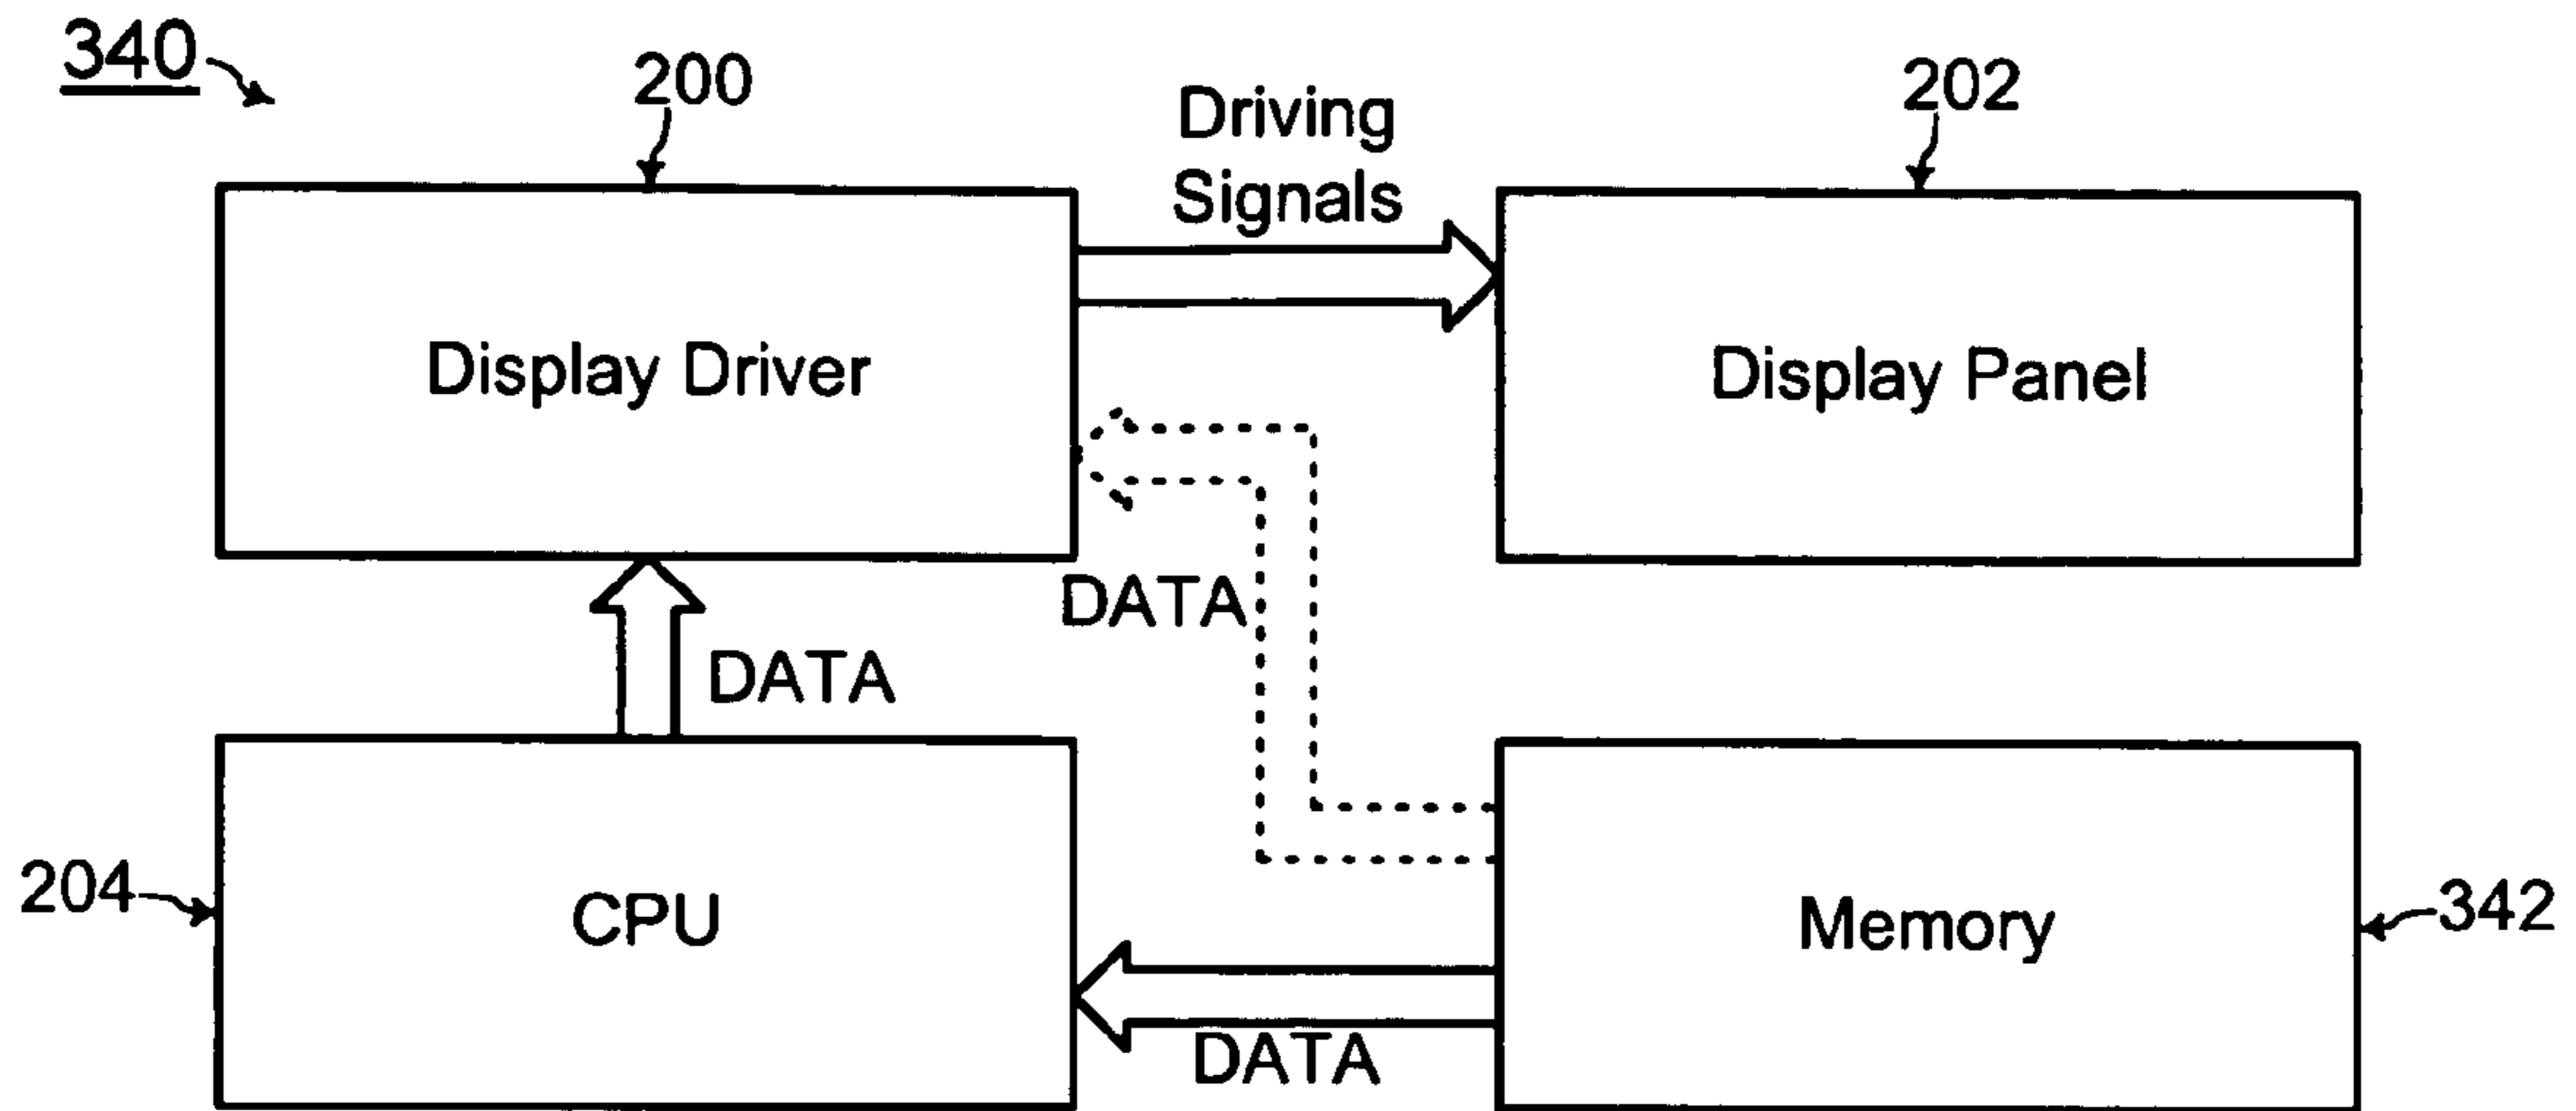 340
200
Driving
Signals
202
Display Driver
Display Panel
DATA
DATA
204
CPU
Memory
342
DATA